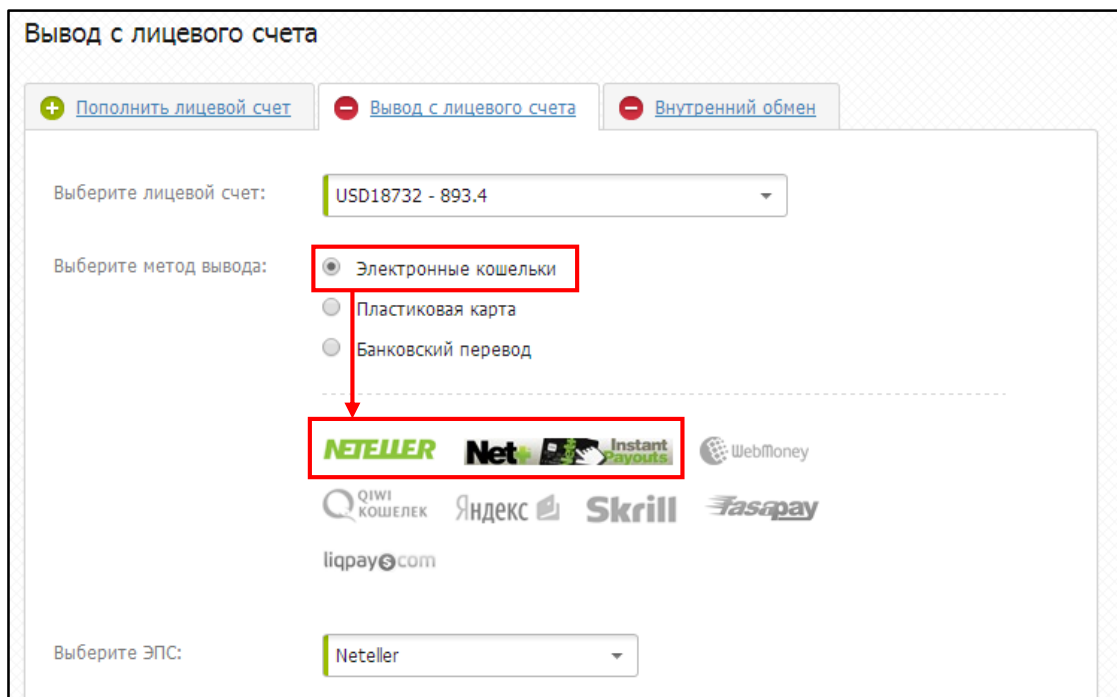 Вывод с лицевого счета
Пополнить лицевой счет Вывод с лицевого счета Внутренний обмен
Выберите лицевой счет: USD18732 - 893.4
Выберите метод вывода: Электронные кошельки
Пластиковая карта
Банковский перевод
NETELLER Net+ Instant Payouts WebMoney
QIWI КОШЕЛЕК Яндекс Skrill Fasapay
liqpay com
Выберите ЭПС: Neteller